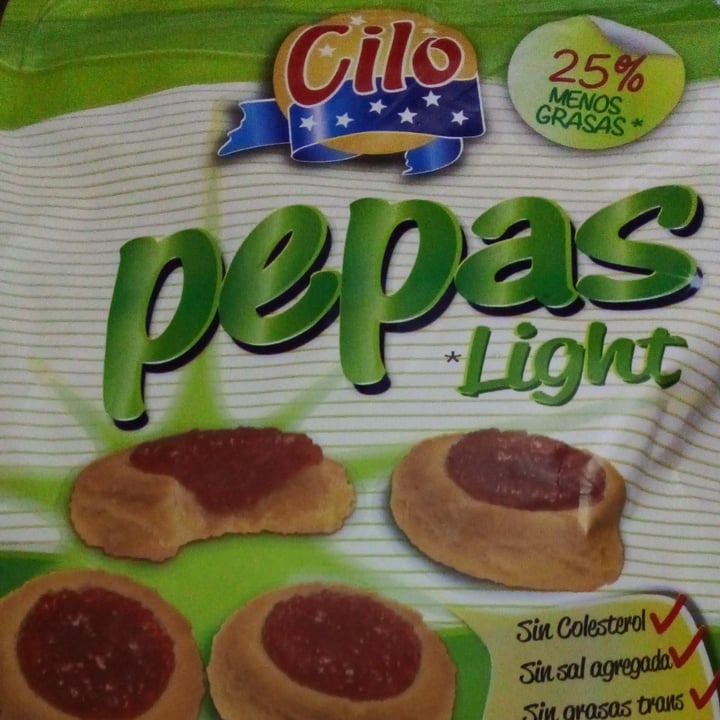 Cilo
25%
MENOS
GRASAS*
pepas
*Light
Sin Colesterol
Sin sal agregada
Sin grasas trans